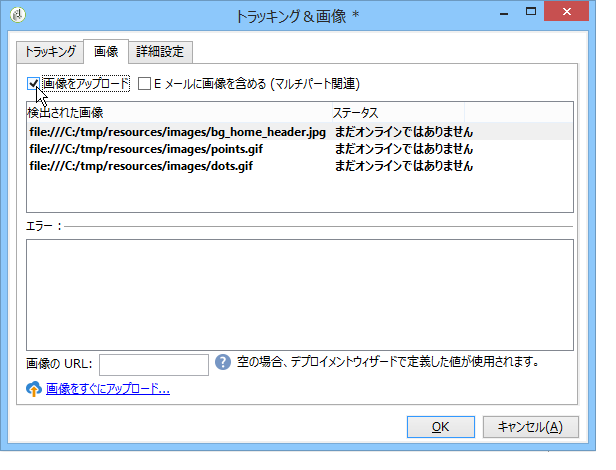 トラッキング＆画像 *
トラッキング 画像 詳細設定
画像をアップロード E メールに画像を含める (マルチパート関連)
検出された画像 ステータス
file:///C:/tmp/resources/images/bg_home_header.jpg まだオンラインではありません
file:///C:/tmp/resources/images/points.gif まだオンラインではありません
file:///C:/tmp/resources/images/dots.gif まだオンラインではありません
エラー :
画像の URL: ? 空の場合、デプロイメントウィザードで定義した値が使用されます。
画像をすぐにアップロード...
OK キャンセル(A)